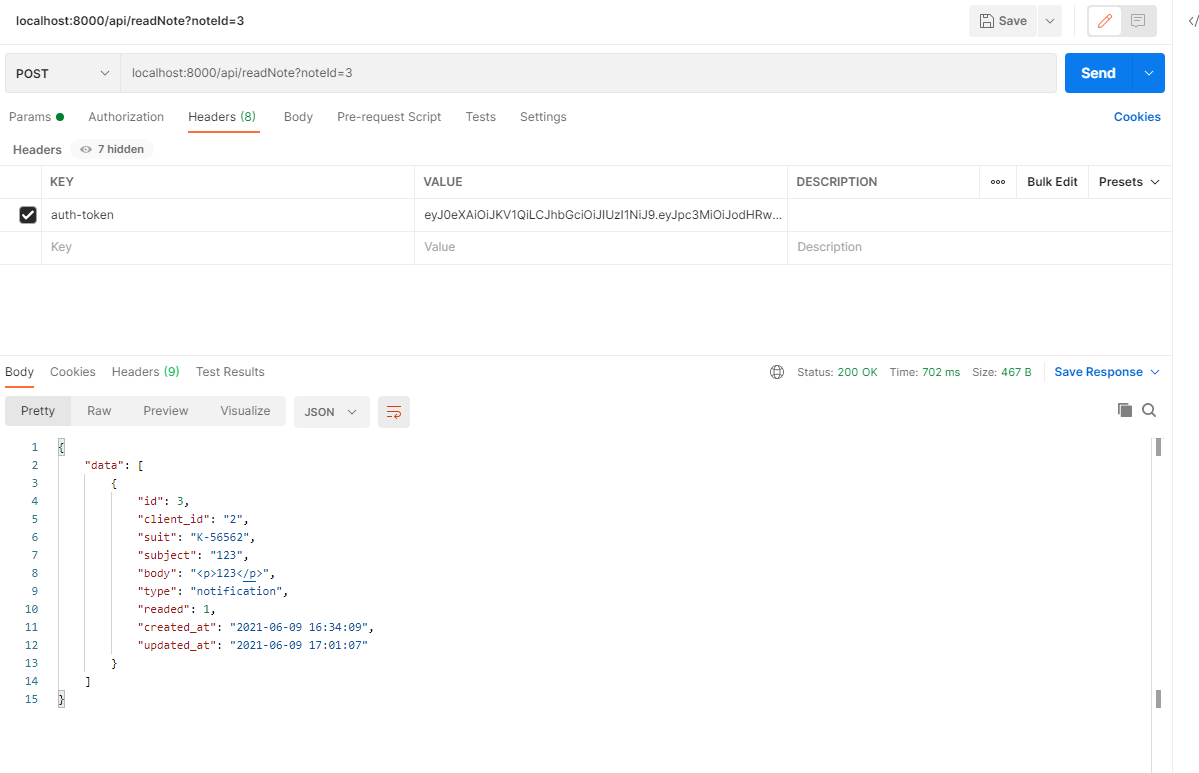 localhost:8000/api/readNote?noteId=3 Save </
POST localhost:8000/api/readNote?noteId=3 Send
Params Authorization Headers (8) Body Pre-request Script Tests Settings Cookies
Headers 7 hidden
KEY VALUE DESCRIPTION ooo Bulk Edit Presets
auth-token eyJ0eXAiOiJKV1QiLCJhbGciOiJIUzI1NiJ9.eyJpc3MiOiJodHRw...
Key Value Description
Body Cookies Headers (9) Test Results Status: 200 OK Time: 702 ms Size: 467 B Save Response
Pretty Raw Preview Visualize JSON
1 {
2 "data": [
3 {
4 "id": 3,
5 "client_id": "2",
6 "suit": "K-56562",
7 "subject": "123",
8 "body": "<p>123</p>",
9 "type": "notification",
10 "readed": 1,
11 "created_at": "2021-06-09 16:34:09",
12 "updated_at": "2021-06-09 17:01:07"
13 }
14 ]
15 }